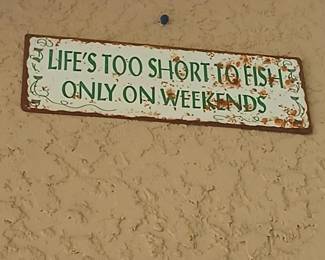 LIFE'S TOO SHORT TO FISH
ONLY ON WEEKENDS